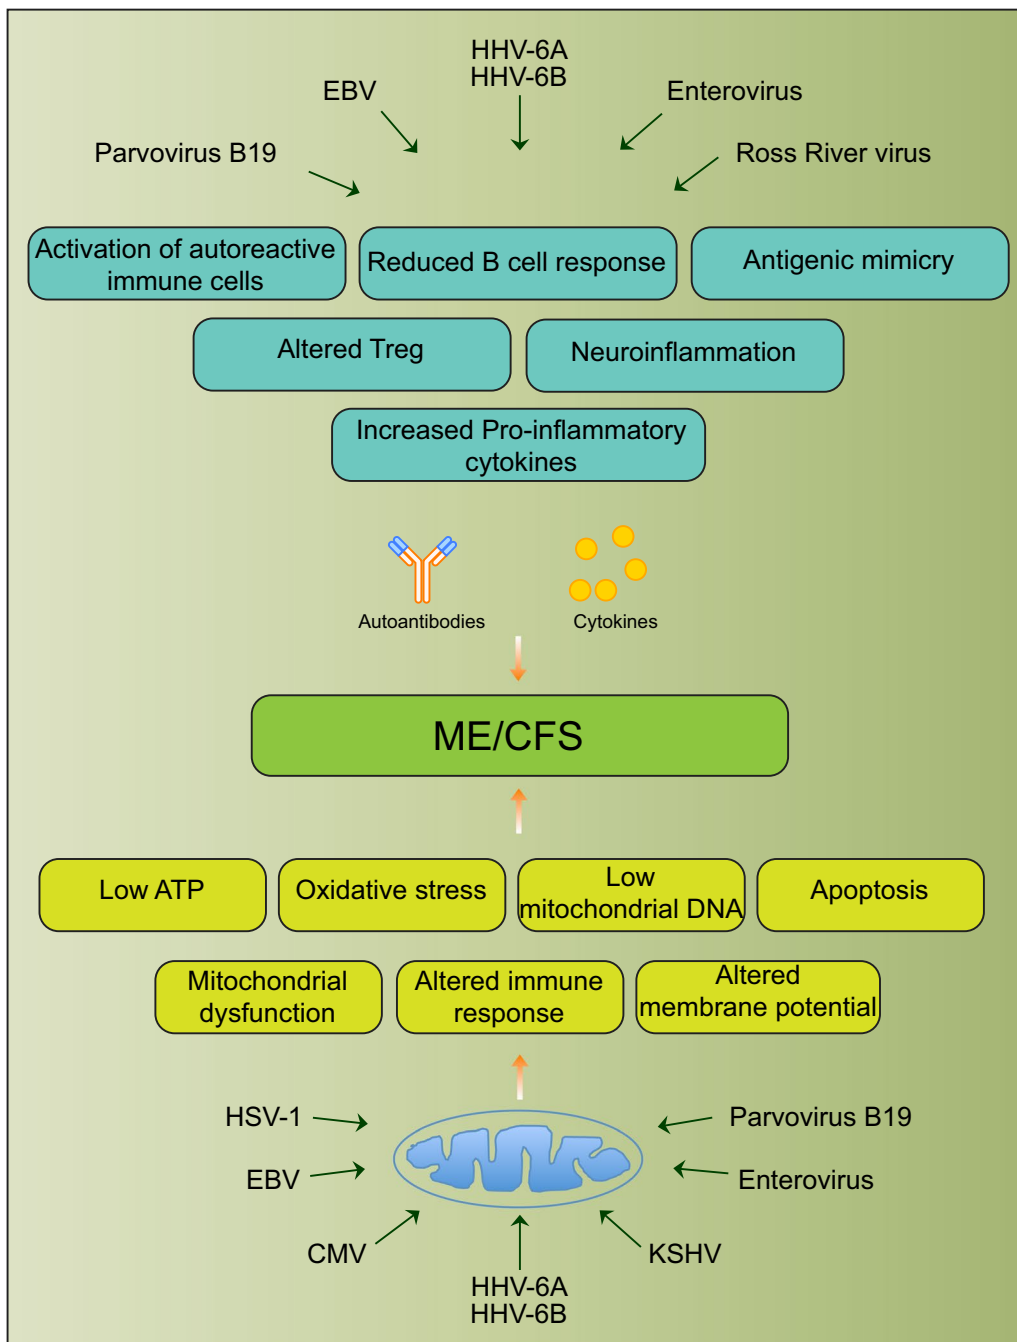 HHV-6A
HHV-6B
EBV
Enterovirus
Parvovirus B19
Ross River virus
Activation of autoreactive
immune cells
Reduced B cell response
Antigenic mimicry
Altered Treg
Neuroinflammation
Increased Pro-inflammatory
cytokines
Autoantibodies
Cytokines
ME/CFS
Low ATP
Oxidative stress
Low
mitochondrial DNA
Apoptosis
Mitochondrial
dysfunction
Altered immune
response
Altered
membrane potential
HSV-1
Parvovirus B19
EBV
Enterovirus
CMV
KSHV
HHV-6A
HHV-6B